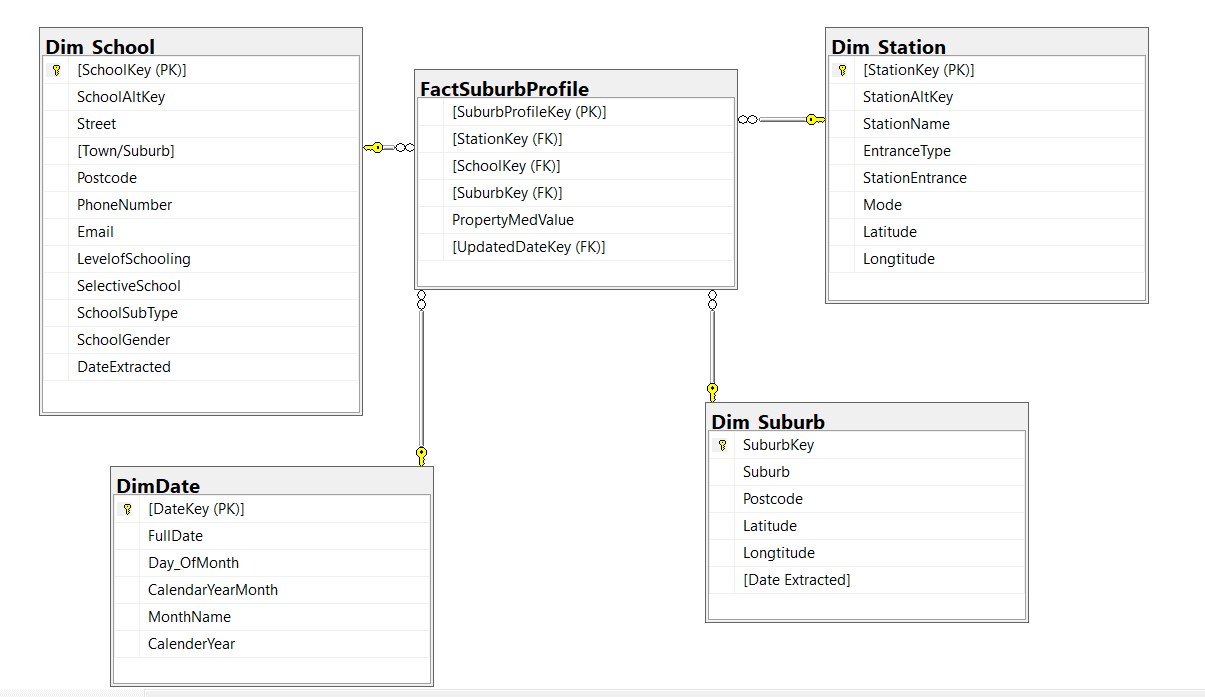 Dim_School
[SchoolKey (PK)]
SchoolAltKey
Street
[Town/Suburb]
Postcode
PhoneNumber
Email
LevelofSchooling
SelectiveSchool
SchoolSubType
SchoolGender
DateExtracted
FactSuburbProfile
[SuburbProfileKey (PK)]
[StationKey (FK)]
[SchoolKey (FK)]
[SuburbKey (FK)]
PropertyMedValue
[UpdatedDateKey (FK)]
Dim_Station
[StationKey (PK)]
StationAltKey
StationName
EntranceType
StationEntrance
Mode
Latitude
Longtitude
DimDate
[DateKey (PK)]
FullDate
Day_OfMonth
CalendarYearMonth
MonthName
CalenderYear
Dim_Suburb
SuburbKey
Suburb
Postcode
Latitude
Longtitude
[Date Extracted]